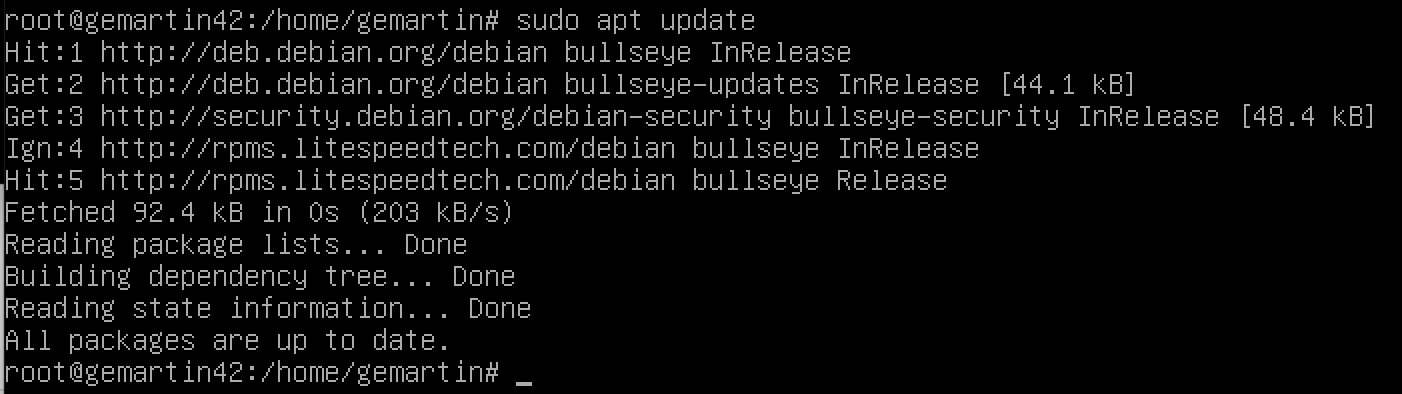 root@gemartin42:/home/gemartin# sudo apt update
Hit:1 http://deb.debian.org/debian bullseye InRelease
Get:2 http://deb.debian.org/debian bullseye-updates InRelease [44.1 kB]
Get:3 http://security.debian.org/debian-security bullseye-security InRelease [48.4 kB]
Ign:4 http://rpms.litespeedtech.com/debian bullseye InRelease
Hit:5 http://rpms.litespeedtech.com/debian bullseye Release
Fetched 92.4 kB in 0s (203 kB/s)
Reading package lists... Done
Building dependency tree... Done
Reading state information... Done
All packages are up to date.
root@gemartin42:/home/gemartin# _